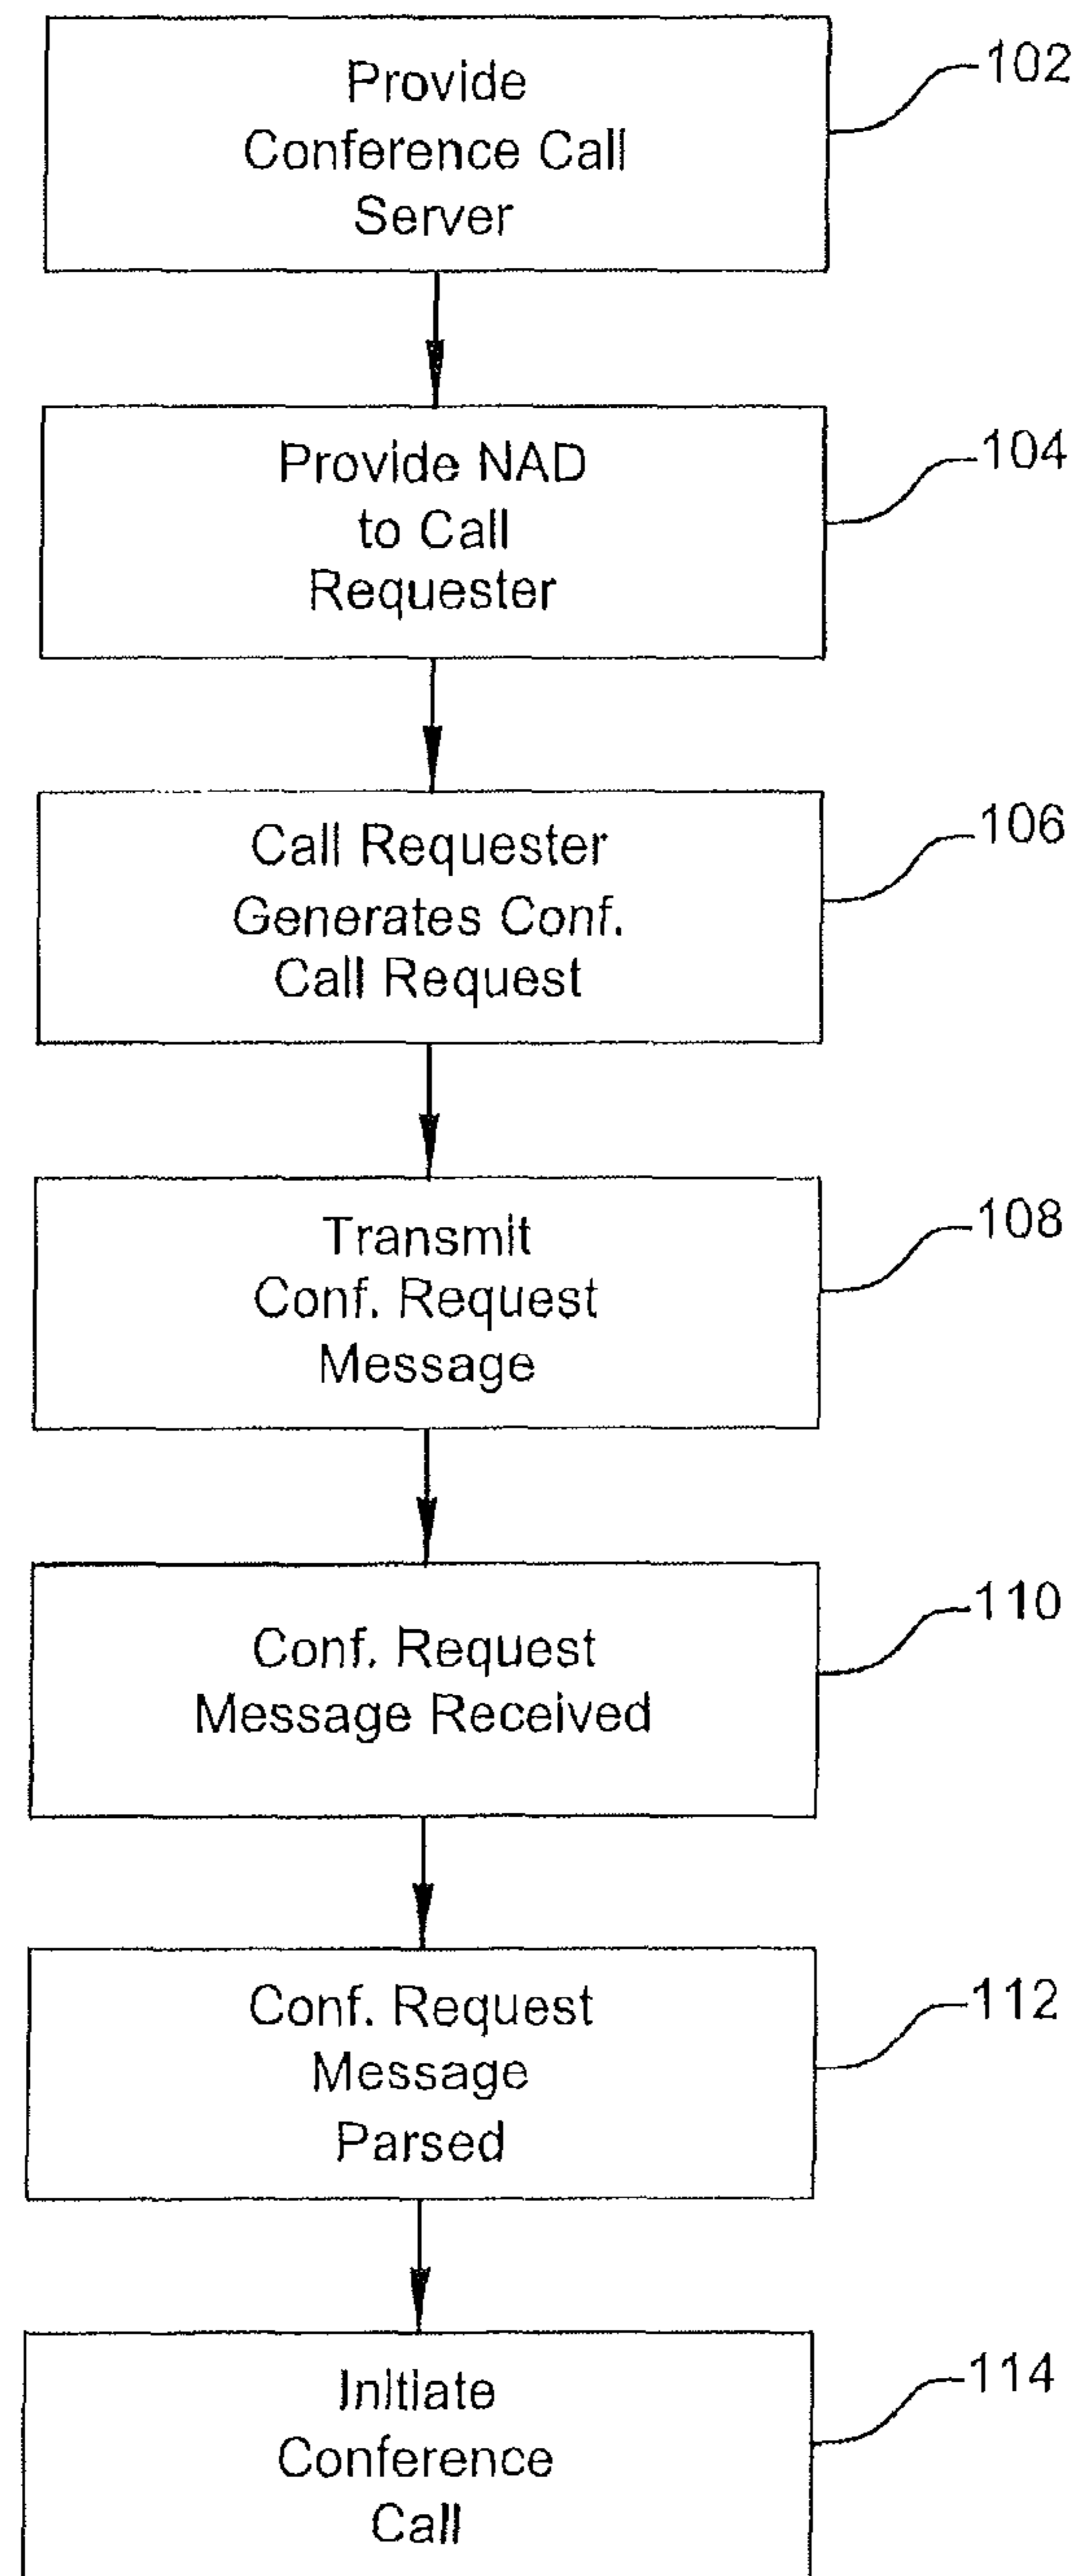 Provide
Conference Call
Server
102
Provide NAD
to Call
Requester
104
Call Requester
Generates Conf.
Call Request
106
Transmit
Conf. Request
Message
108
Conf. Request
Message Received
110
Conf. Request
Message
Parsed
112
Initiate
Conference
Call
114